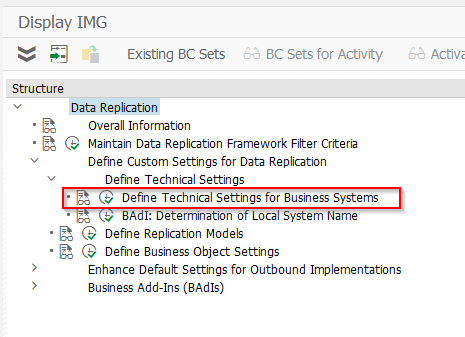 Display IMG
Existing BC Sets BC Sets for Activity Activa
Structure
Data Replication
Overall Information
Maintain Data Replication Framework Filter Criteria
Define Custom Settings for Data Replication
Define Technical Settings
Define Technical Settings for Business Systems
BAdI: Determination of Local System Name
Define Replication Models
Define Business Object Settings
Enhance Default Settings for Outbound Implementations
Business Add-Ins (BAdIs)